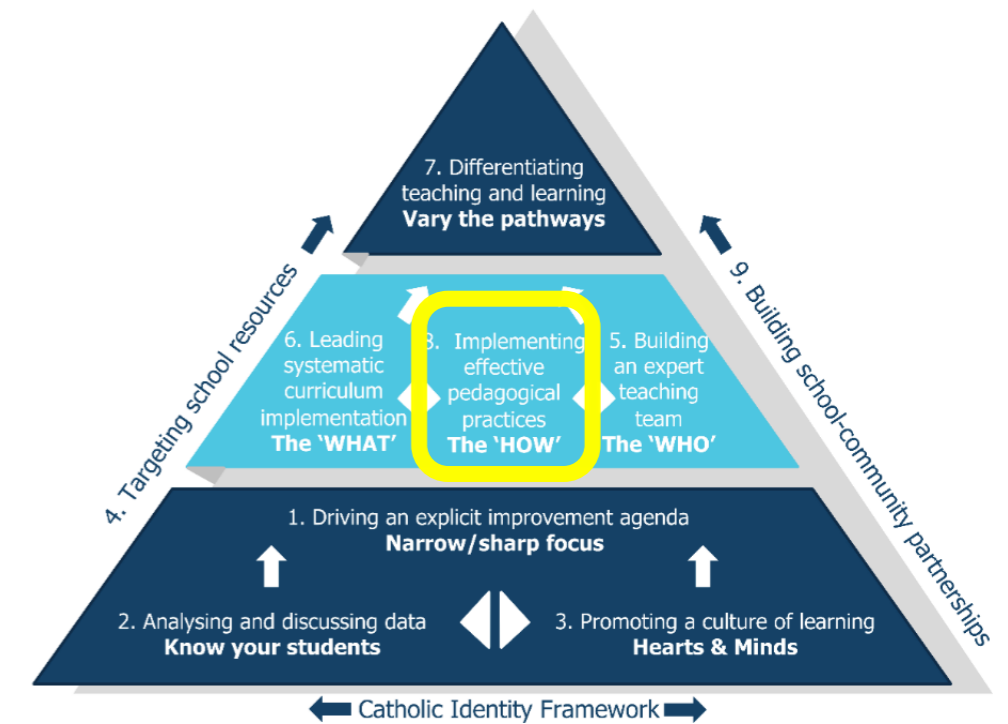 7. Differentiating
teaching and learning
Vary the pathways
4. Targeting school resources
9. Building school-community partnerships
6. Leading
systematic
curriculum
implementation
The ‘WHAT’
8. Implementing
effective
pedagogical
practices
The ‘HOW’
5. Building
an expert
teaching
team
The ‘WHO’
1. Driving an explicit improvement agenda
Narrow/sharp focus
2. Analysing and discussing data
Know your students
3. Promoting a culture of learning
Hearts & Minds
Catholic Identity Framework